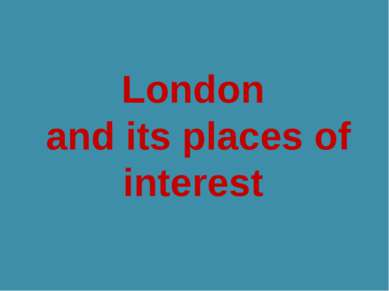 London
and its places of
interest